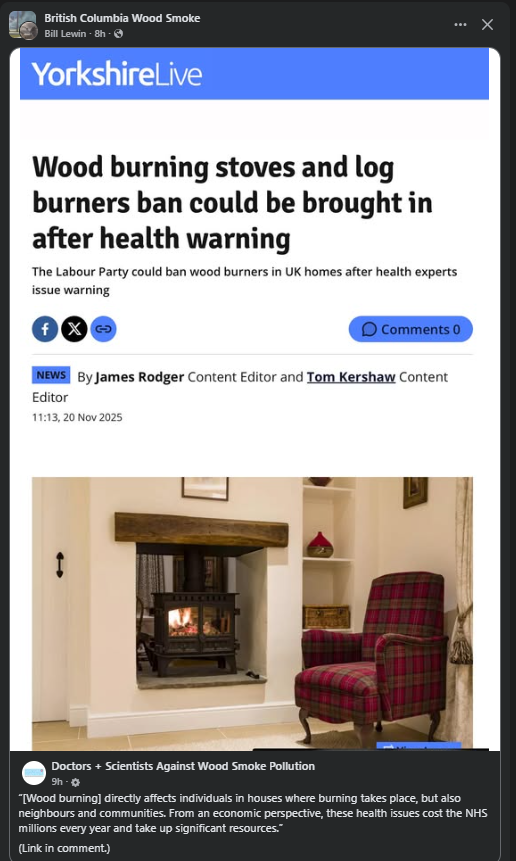 British Columbia Wood Smoke
Bill Lewin · 8h ·
YorkshireLive
Wood burning stoves and log
burners ban could be brought in
after health warning
The Labour Party could ban wood burners in UK homes after health experts
issue warning
Comments 0
NEWS By James Rodger Content Editor and Tom Kershaw Content
Editor
11:13, 20 Nov 2025
Doctors + Scientists Against Wood Smoke Pollution
9h ·
"[Wood burning] directly affects individuals in houses where burning takes place, but also
neighbours and communities. From an economic perspective, these health issues cost the NHS
millions every year and take up significant resources."
(Link in comment.)